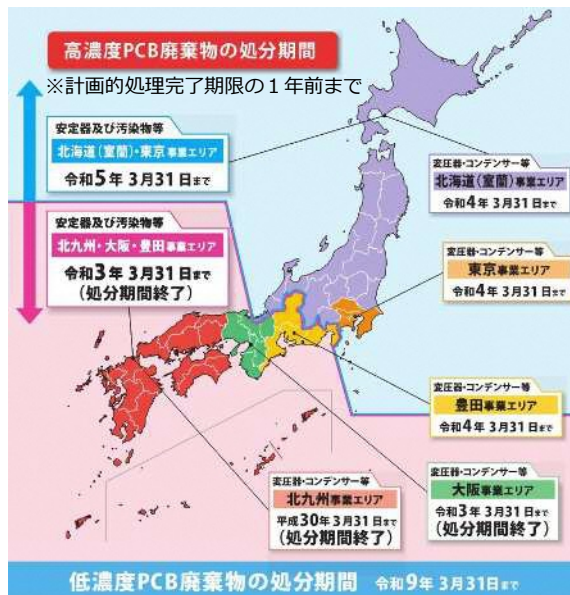 高濃度PCB廃棄物の処分期間
※計画的処理完了期限の１年前まで
安定器及び汚染物等
北海道(室蘭)・東京事業エリア
令和5年 3月31日まで
安定器及び汚染物等
北九州・大阪・豊田事業エリア
令和3年 3月31日まで
(処分期間終了)
変圧器・コンデンサー等
北海道(室蘭)事業エリア
令和4年 3月31日まで
変圧器・コンデンサー等
東京事業エリア
令和4年 3月31日まで
変圧器・コンデンサー等
豊田事業エリア
令和4年 3月31日まで
変圧器・コンデンサー等
大阪事業エリア
令和3年 3月31日まで
(処分期間終了)
変圧器・コンデンサー等
北九州事業エリア
平成30年 3月31日まで
(処分期間終了)
低濃度PCB廃棄物の処分期間 令和9年 3月31日まで